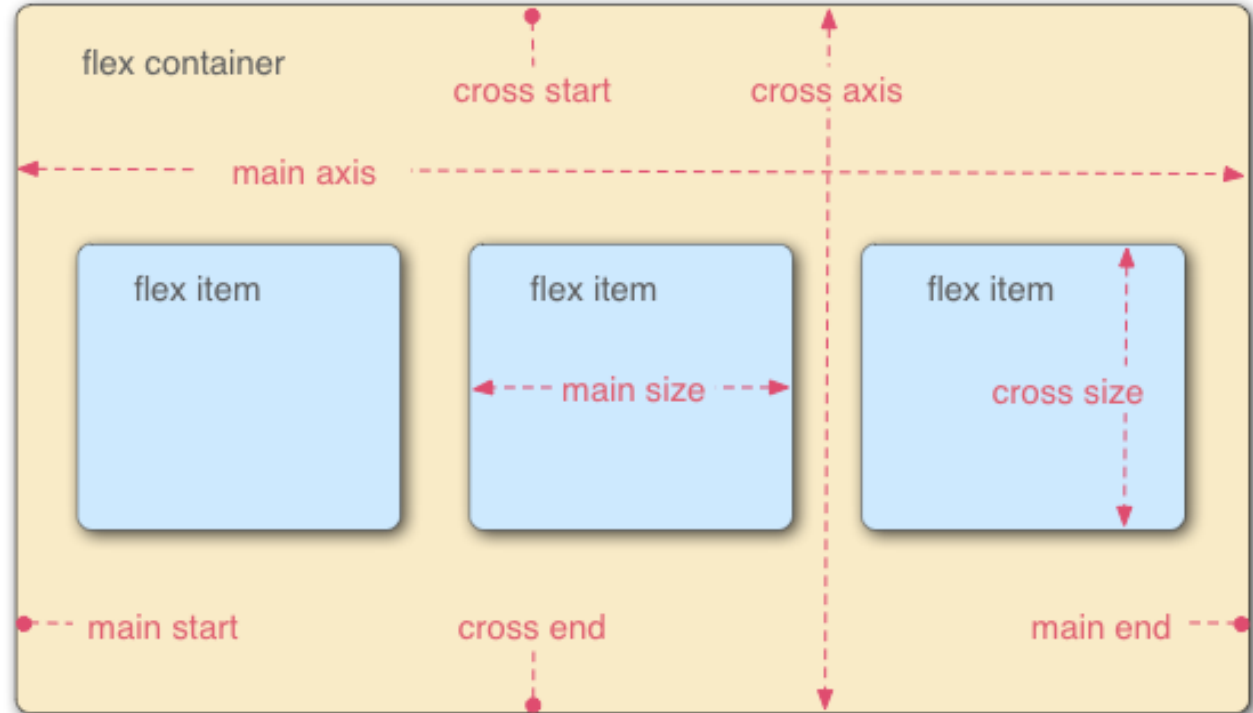 flex container
cross start
cross axis
main axis
flex item
flex item
flex item
main size
cross size
main start
cross end
main end